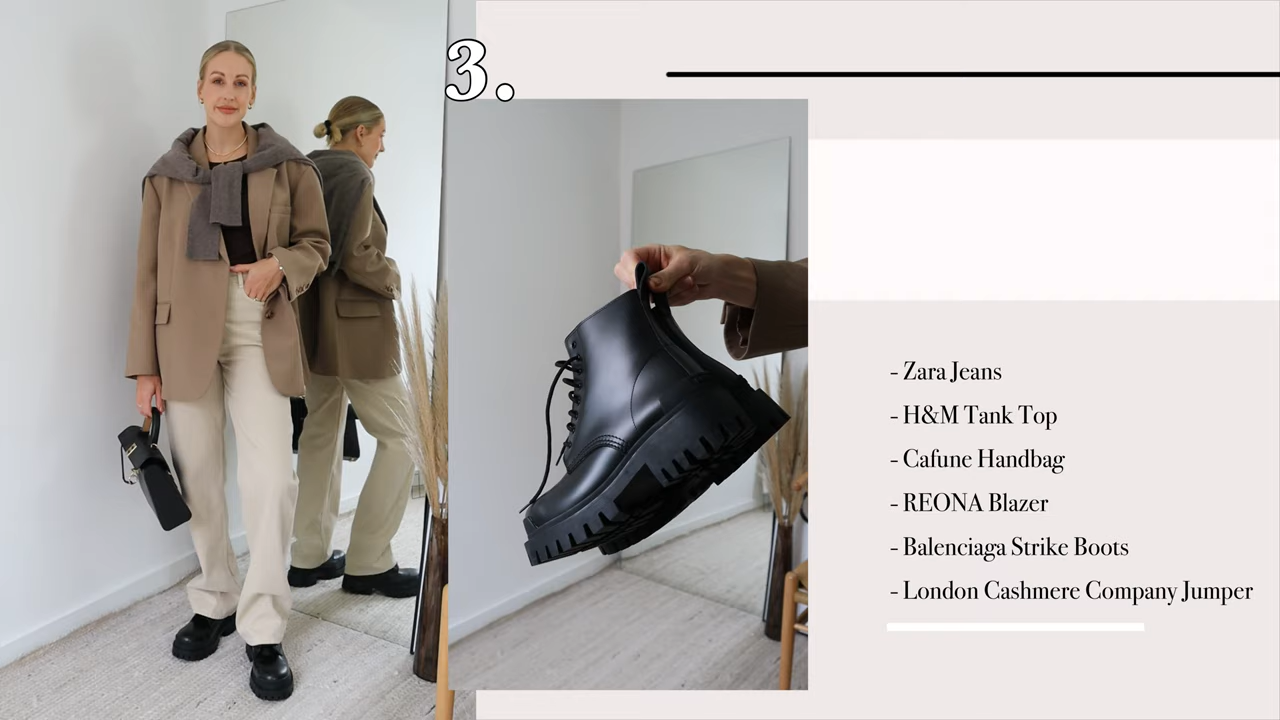 3.
- Zara Jeans
- H&M Tank Top
- Cafune Handbag
- REONA Blazer
- Balenciaga Strike Boots
- London Cashmere Company Jumper